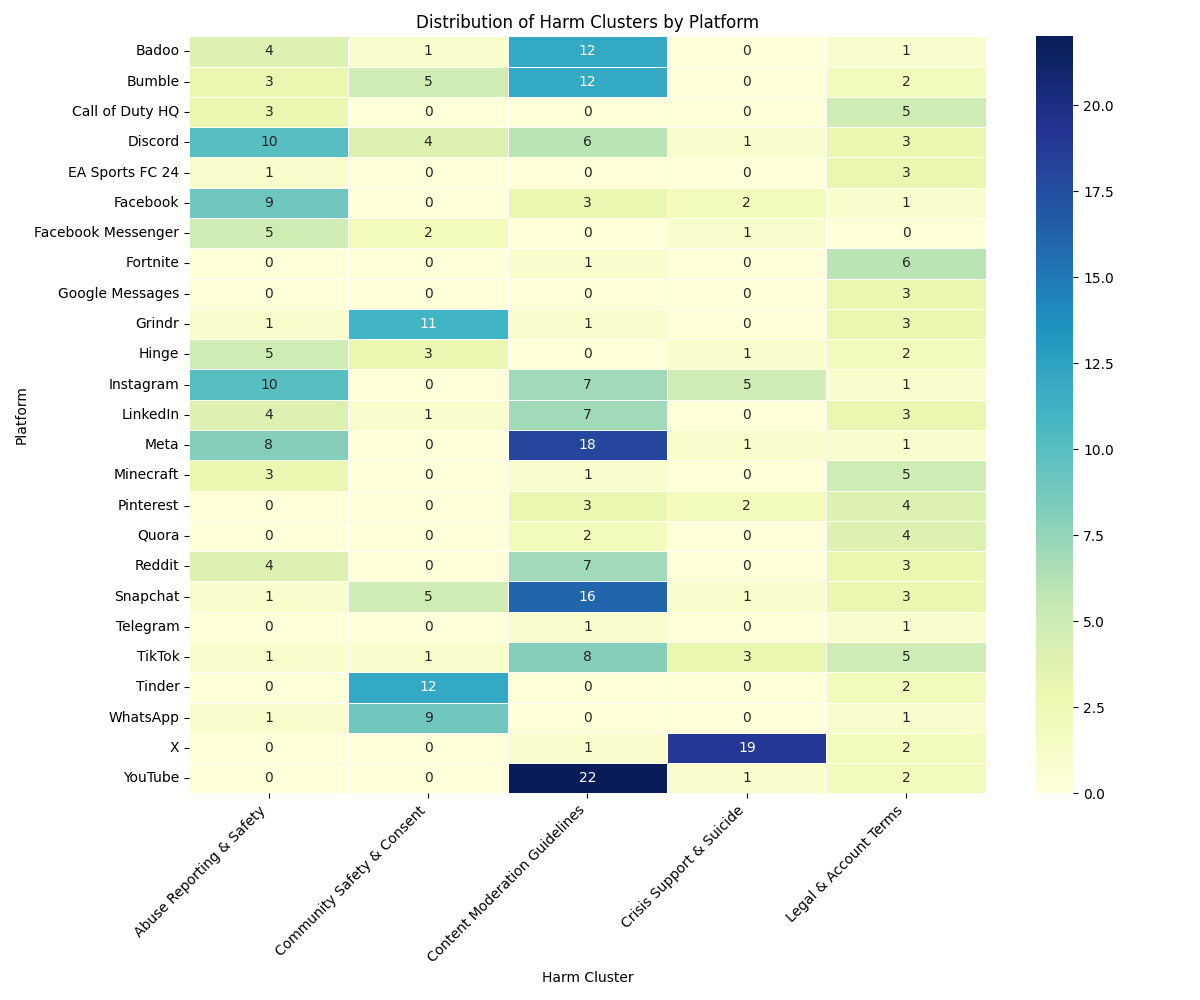 Distribution of Harm Clusters by Platform
Badoo 4 1 12 0 1
Bumble 3 5 12 0 2
Call of Duty HQ 3 0 0 0 5
Discord 10 4 6 1 3
EA Sports FC 24 1 0 0 0 3
Facebook 9 0 3 2 1
Facebook Messenger 5 2 0 1 0
Fortnite 0 0 1 0 6
Google Messages 0 0 0 0 3
Grindr 1 11 1 0 3
Hinge 5 3 0 1 2
Instagram 10 0 7 5 1
LinkedIn 4 1 7 0 3
Meta 8 0 18 1 1
Minecraft 3 0 1 0 5
Pinterest 0 0 3 2 4
Quora 0 0 2 0 4
Reddit 4 0 7 0 3
Snapchat 1 5 16 1 3
Telegram 0 0 1 0 1
TikTok 1 1 8 3 5
Tinder 0 12 0 0 2
WhatsApp 1 9 0 0 1
X 0 0 1 19 2
YouTube 0 0 22 1 2
Platform
Abuse Reporting & Safety
Community Safety & Consent
Content Moderation Guidelines
Crisis Support & Suicide
Legal & Account Terms
Harm Cluster
20.0
17.5
15.0
12.5
10.0
7.5
5.0
2.5
0.0